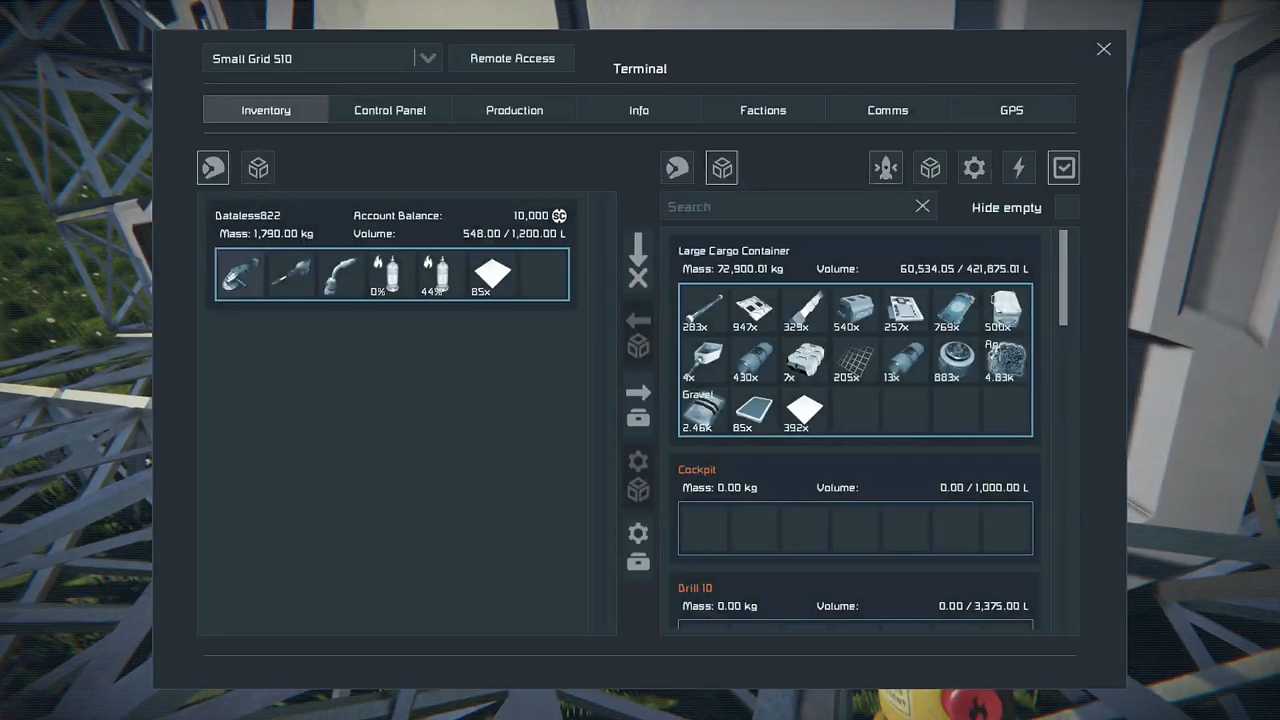 Small Grid 510
Remote Access
Terminal
Inventory
Control Panel
Production
Info
Factions
Comms
GPS
Search
Hide empty
Dataless822
Account Balance:
10,000 SC
Mass: 1,790.00 kg
Volume:
548.00 / 1,200.00 L
0%
44%
85x
Large Cargo Container
Mass: 72,900.01 kg
Volume:
60,534.05 / 421,875.01 L
283x
947x
329x
540x
257x
769x
500x
4x
430x
7x
205x
13x
883x
Ag
4.83k
Gravel
2.46k
85x
392x
Cockpit
Mass: 0.00 kg
Volume:
0.00 / 1,000.00 L
Drill 10
Mass: 0.00 kg
Volume:
0.00 / 3,375.00 L